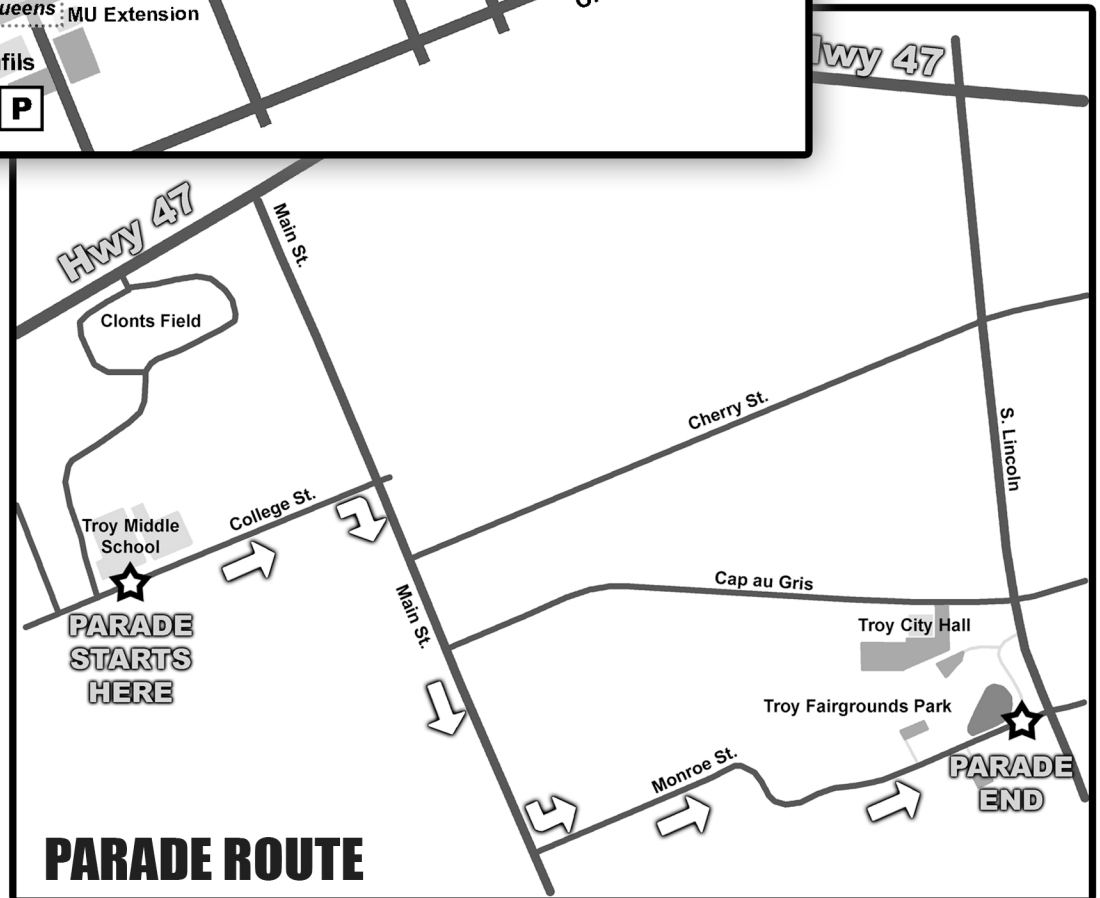 MU Extension
P
Hwy 47
Hwy 47
Main St.
Clonts Field
Cherry St.
S. Lincoln
College St.
Troy Middle
School
PARADE
STARTS
HERE
Main St.
Cap au Gris
Troy City Hall
Troy Fairgrounds Park
Monroe St.
PARADE
END
PARADE ROUTE